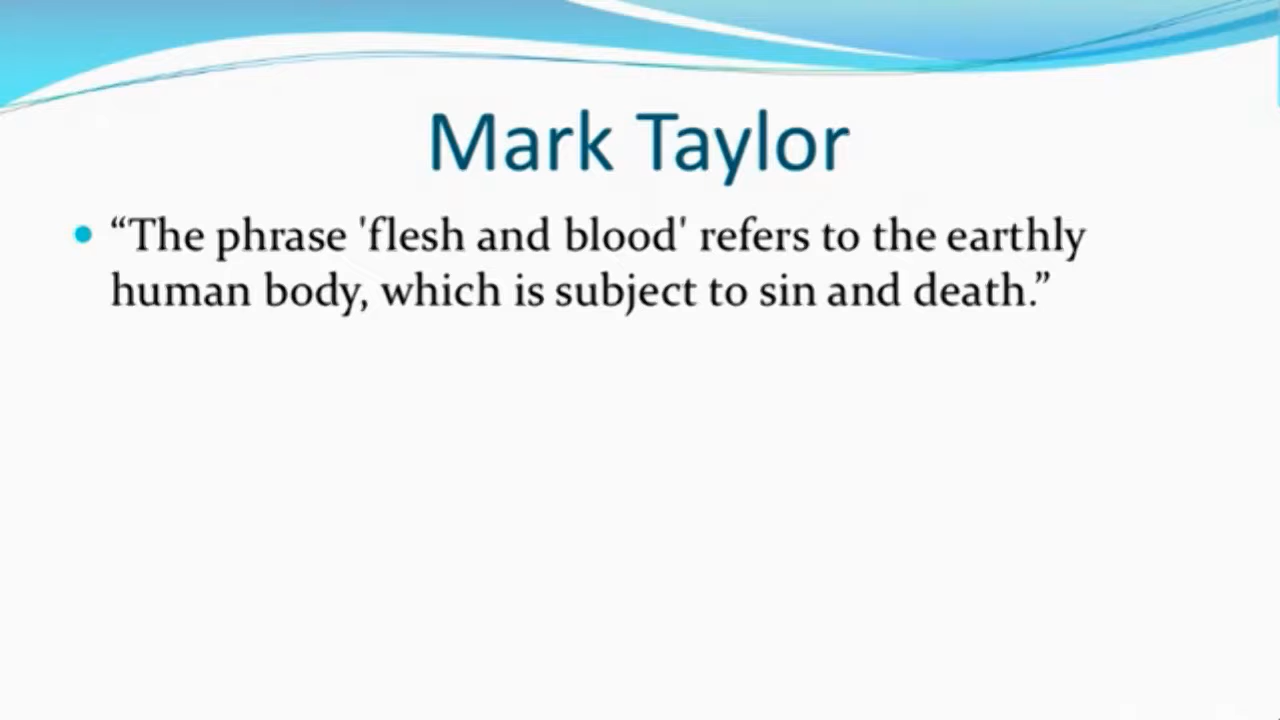 Mark Taylor
• “The phrase 'flesh and blood' refers to the earthly
human body, which is subject to sin and death.”